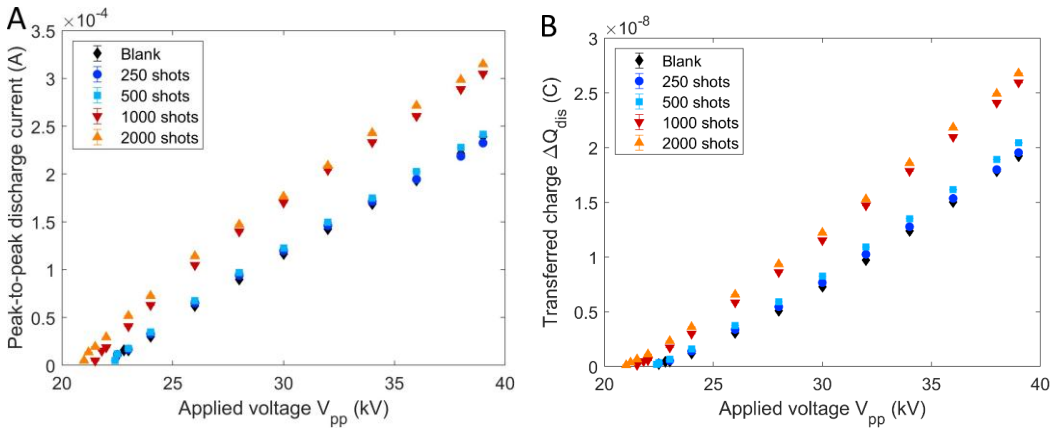 A
×10⁻⁴
Peak-to-peak discharge current (A)
3.5
3
2.5
2
1.5
1
0.5
0
Blank
250 shots
500 shots
1000 shots
2000 shots
20 25 30 35 40
Applied voltage Vpp (kV)
B
×10⁻⁸
Transferred charge ΔQdis (C)
3
2.5
2
1.5
1
0.5
0
Blank
250 shots
500 shots
1000 shots
2000 shots
20 25 30 35 40
Applied voltage Vpp (kV)